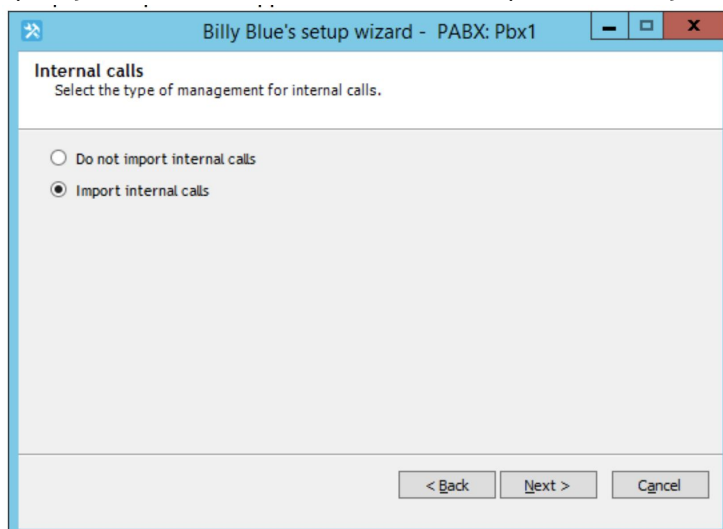 Billy Blue's setup wizard - PABX: Pbx1
Internal calls
Select the type of management for internal calls.
Do not import internal calls
Import internal calls
< Back Next > Cancel